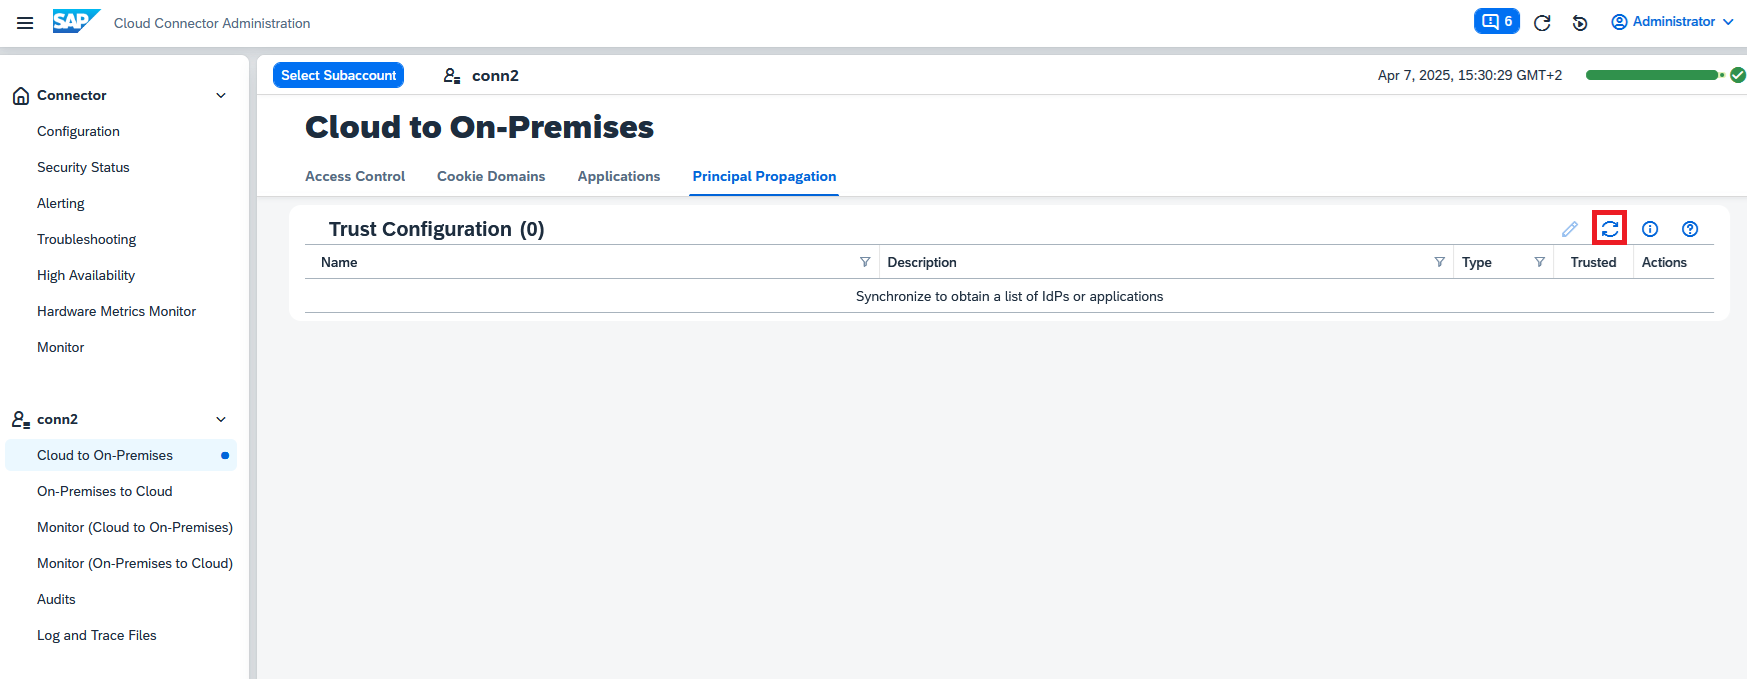 SAP Cloud Connector Administration
6
Administrator
Connector
Configuration
Security Status
Alerting
Troubleshooting
High Availability
Hardware Metrics Monitor
Monitor
conn2
Cloud to On-Premises
On-Premises to Cloud
Monitor (Cloud to On-Premises)
Monitor (On-Premises to Cloud)
Audits
Log and Trace Files
Select Subaccount
conn2
Apr 7, 2025, 15:30:29 GMT+2
Cloud to On-Premises
Access Control Cookie Domains Applications Principal Propagation
Trust Configuration (0)
Name Description Type Trusted Actions
Synchronize to obtain a list of IdPs or applications